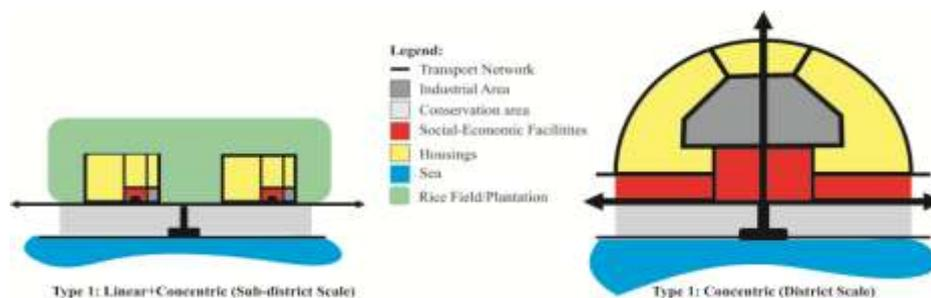 Legend:
Transport Network
Industrial Area
Conservation area
Social-Economic Facilitites
Housings
Sea
Rice Field/Plantation
Type 1: Linear+Concentric (Sub-district Scale)
Type 1: Concentric (District Scale)